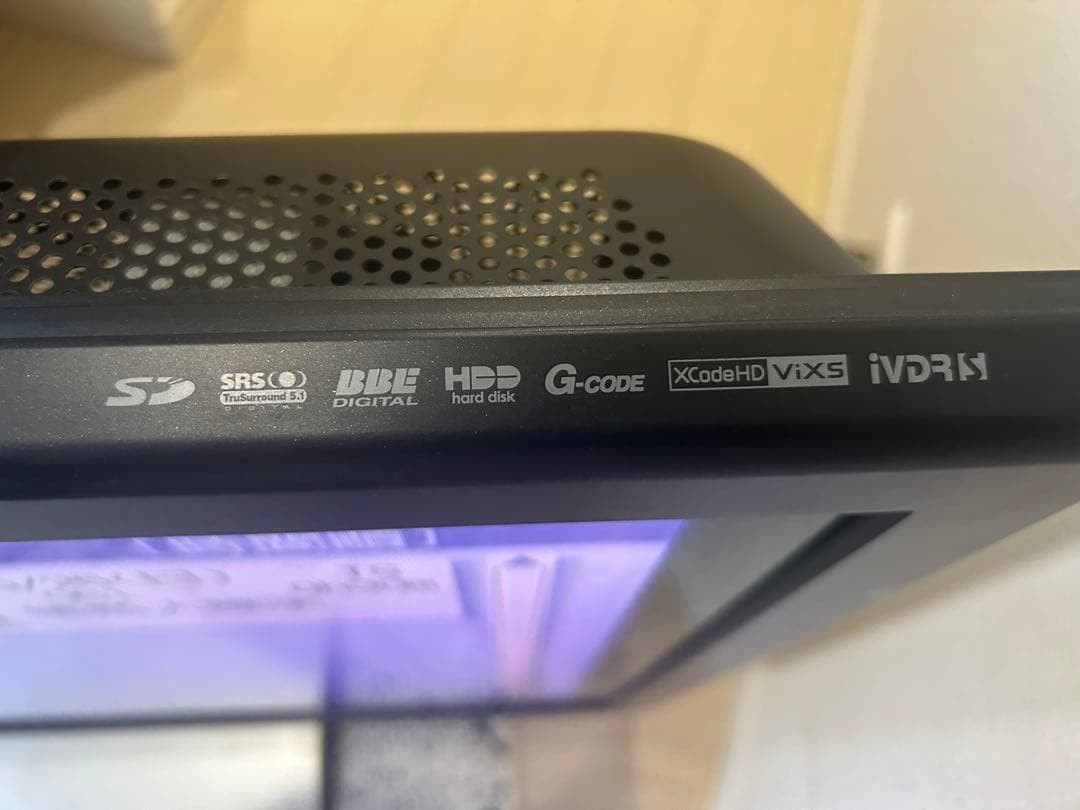 SD
SRS
TruSurround 5.1
DIGITAL
BBE
DIGITAL
HDD
hard disk
G-CODE
XCodeHD ViXS
iVDR S